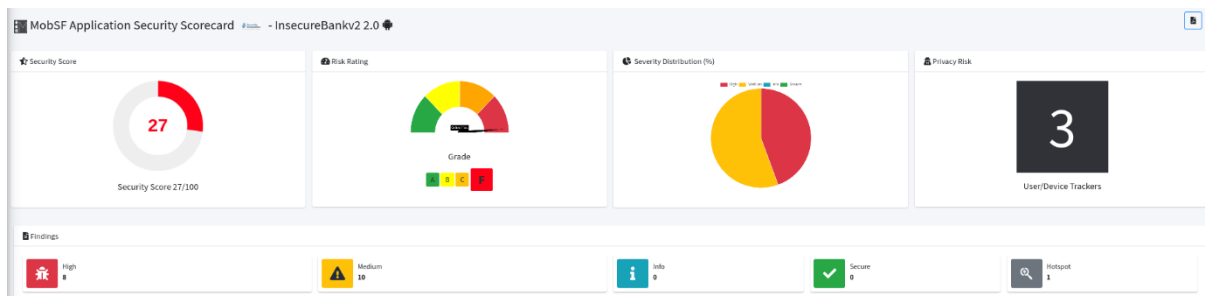 MobSF Application Security Scorecard - InsecureBankv2 2.0
Security Score
Risk Rating
Severity Distribution (%)
Privacy Risk
27
Security Score 27/100
Grade
A B C F
3
User/Device Trackers
Findings
High
8
Medium
10
Info
0
Secure
0
Hotspot
1